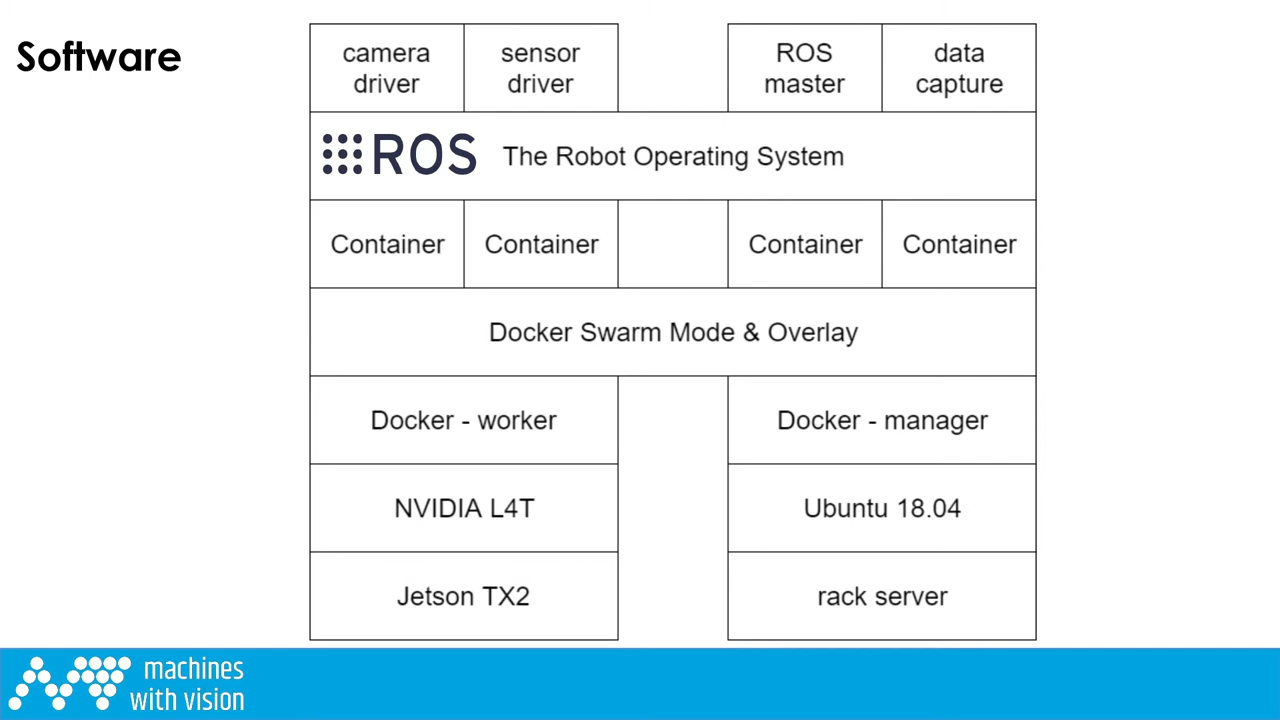 Software
camera
driver
sensor
driver
ROS
master
data
capture
ROS The Robot Operating System
Container
Container
Container
Container
Docker Swarm Mode & Overlay
Docker - worker
Docker - manager
NVIDIA L4T
Ubuntu 18.04
Jetson TX2
rack server
machines
with vision